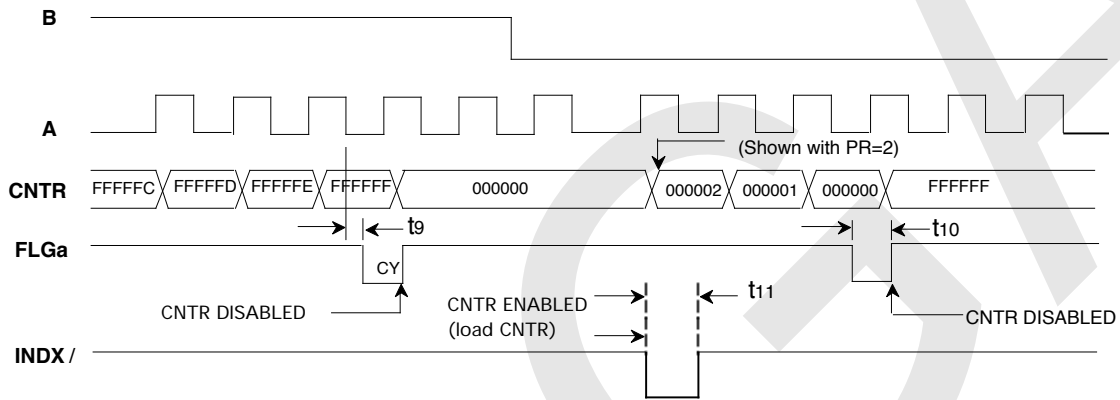 B
A
(Shown with PR=2)
CNTR FFFFFC FFFFFD FFFFFE FFFFFF 000000 000002 000001 000000 FFFFFF
t9 t10
FLGa
CY
t11
CNTR DISABLED
CNTR ENABLED
(load CNTR)
CNTR DISABLED
INDX /